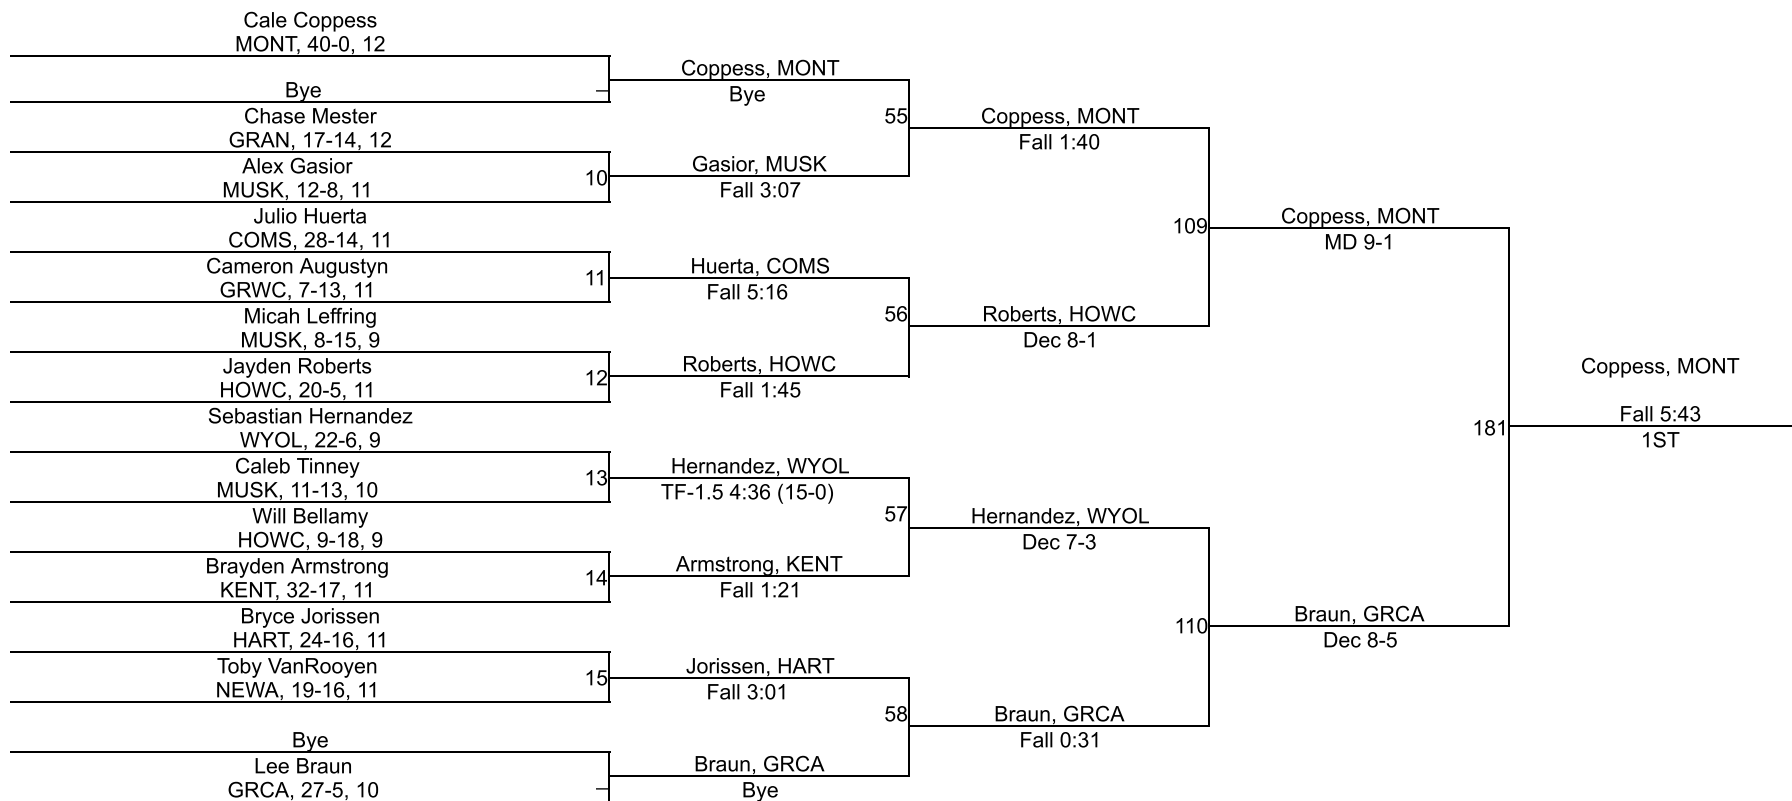 Cale Coppess
MONT, 40-0, 12
Bye
Chase Mester
GRAN, 17-14, 12
Alex Gasior
MUSK, 12-8, 11
Julio Huerta
COMS, 28-14, 11
Cameron Augustyn
GRWC, 7-13, 11
Micah Leffring
MUSK, 8-15, 9
Jayden Roberts
HOWC, 20-5, 11
Sebastian Hernandez
WYOL, 22-6, 9
Caleb Tinney
MUSK, 11-13, 10
Will Bellamy
HOWC, 9-18, 9
Brayden Armstrong
KENT, 32-17, 11
Bryce Jorissen
HART, 24-16, 11
Toby VanRooyen
NEWA, 19-16, 11
Bye
Lee Braun
GRCA, 27-5, 10
10
11
12
13
14
15
Coppess, MONT
Bye
Gasior, MUSK
Fall 3:07
Huerta, COMS
Fall 5:16
Roberts, HOWC
Fall 1:45
Hernandez, WYOL
TF-1.5 4:36 (15-0)
Armstrong, KENT
Fall 1:21
Jorissen, HART
Fall 3:01
Braun, GRCA
Bye
55
56
57
58
Coppess, MONT
Fall 1:40
Roberts, HOWC
Dec 8-1
Hernandez, WYOL
Dec 7-3
Braun, GRCA
Fall 0:31
109
110
Coppess, MONT
MD 9-1
Braun, GRCA
Dec 8-5
181
Coppess, MONT
Fall 5:43
1ST